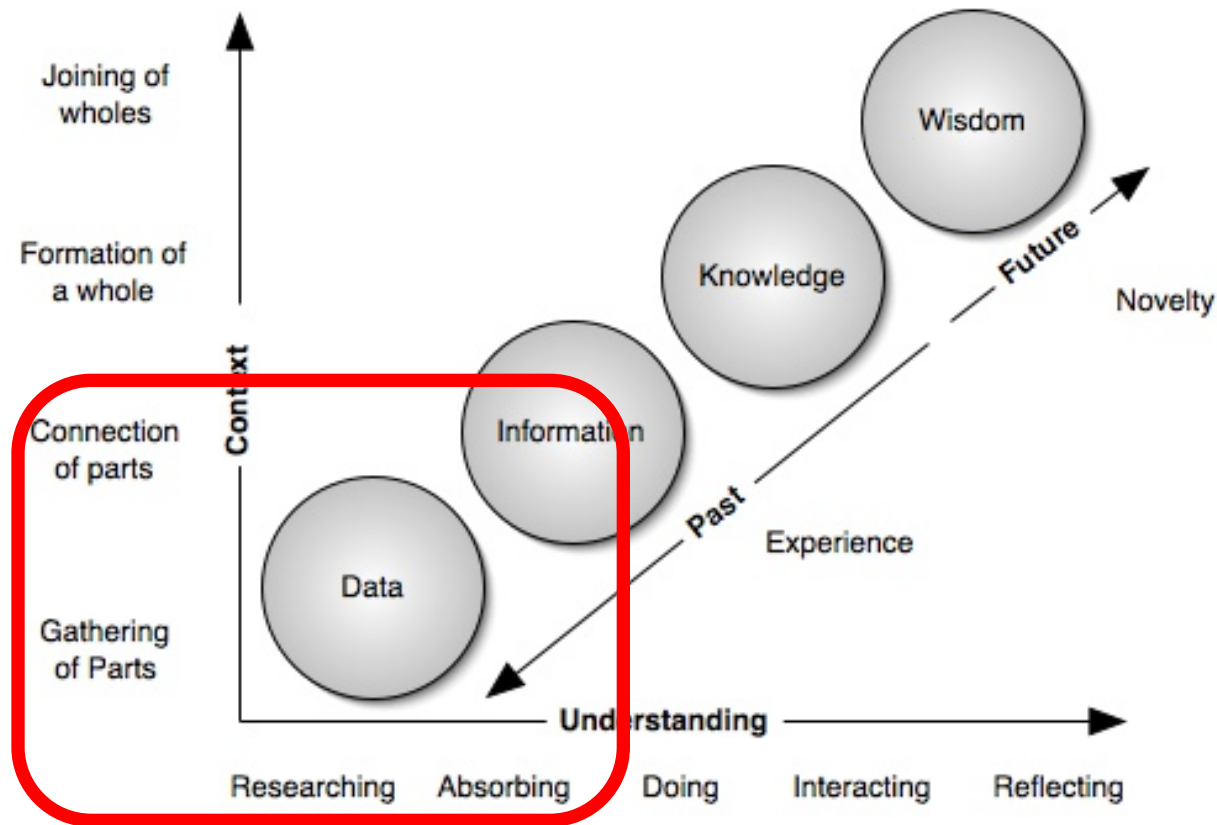 Joining of
wholes
Wisdom
Formation of
a whole
Knowledge
Future
Novelty
Context
Connection
of parts
Information
Past
Experience
Data
Gathering
of Parts
Understanding
Researching Absorbing Doing Interacting Reflecting